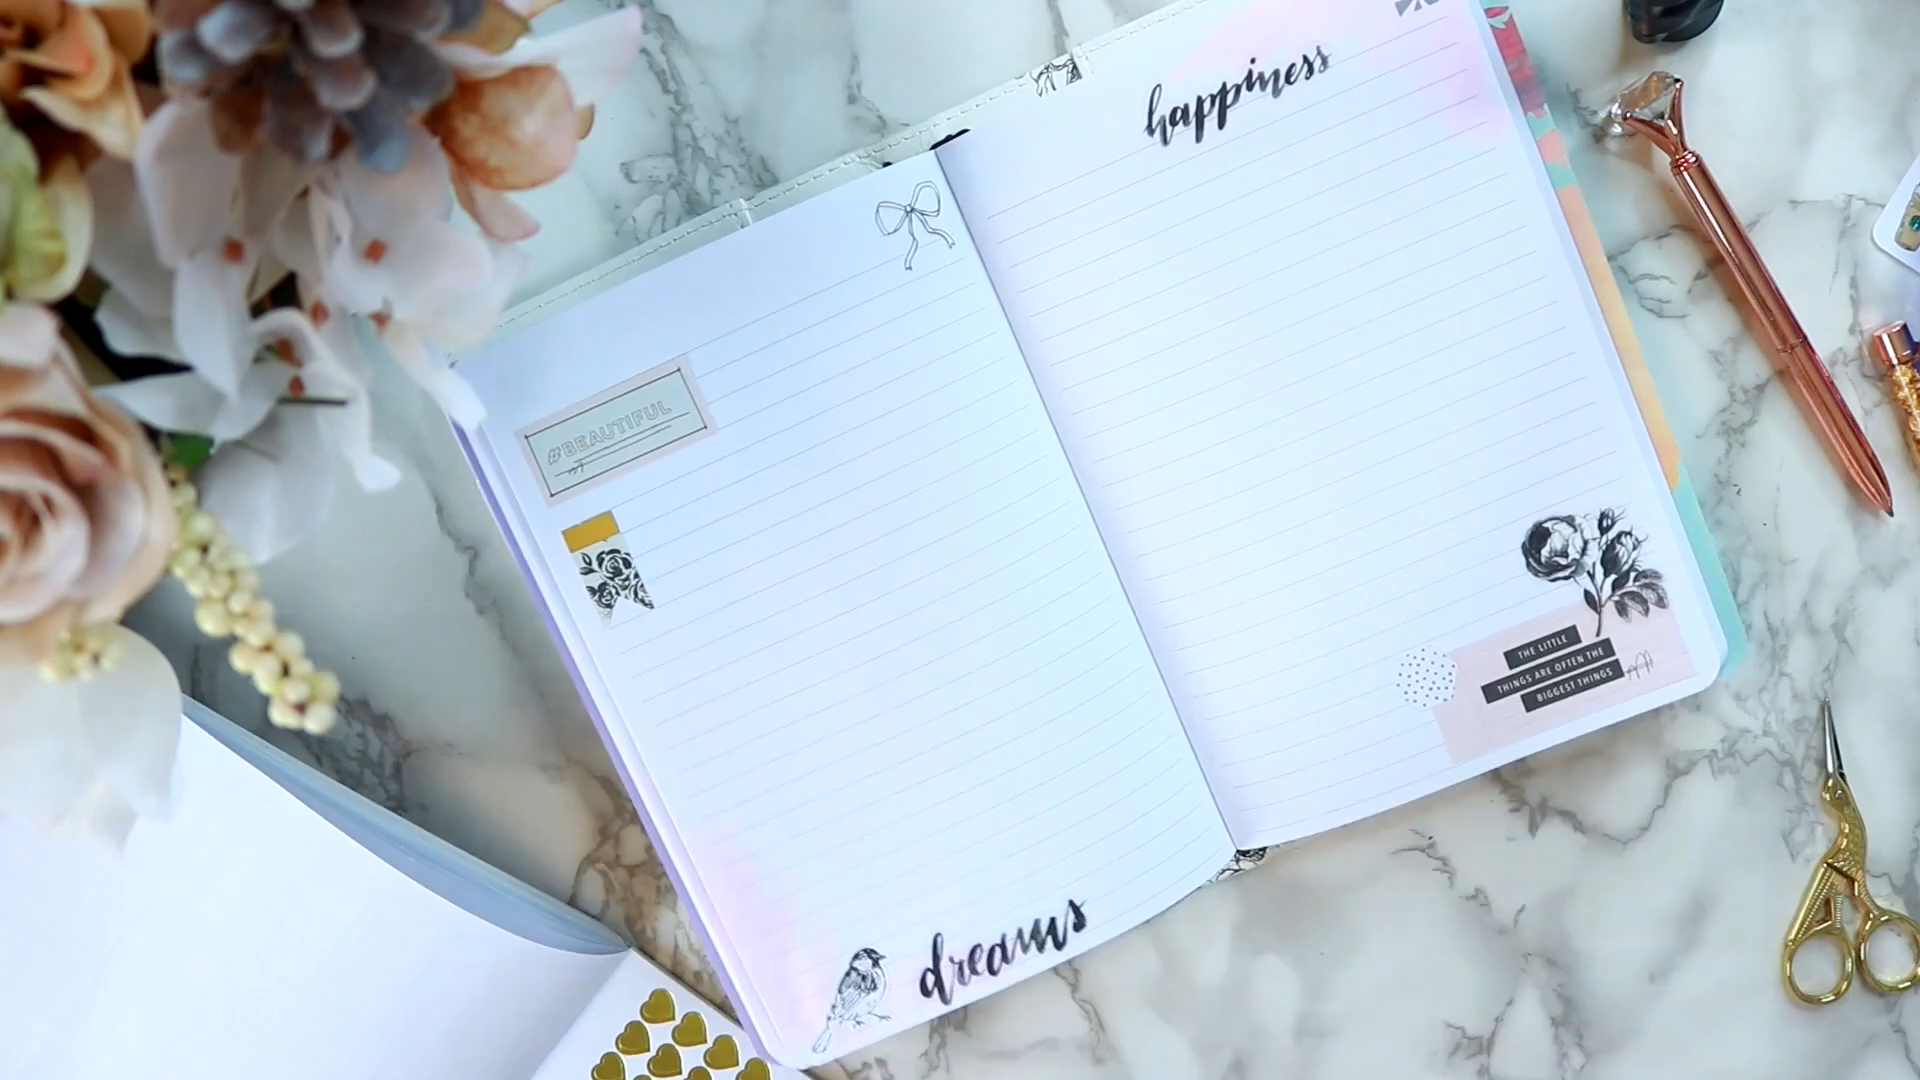 #BEAUTIFUL
dreams
happiness
THE LITTLE
THINGS ARE OFTEN THE
BIGGEST THINGS